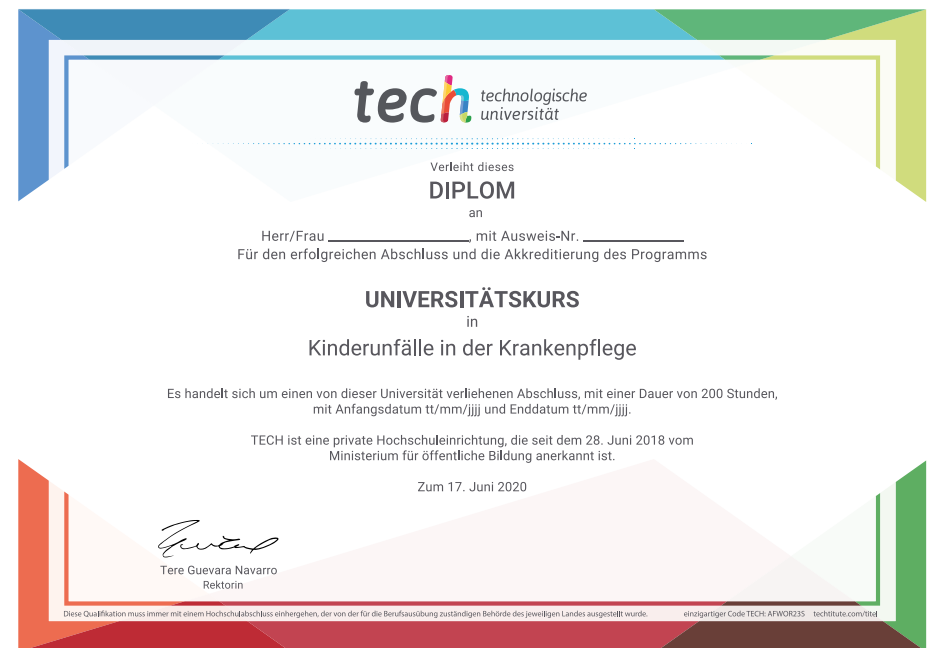 tech technologische
universität
Verleiht dieses
DIPLOM
an
Herr/Frau ____________, mit Ausweis-Nr. ____________
Für den erfolgreichen Abschluss und die Akkreditierung des Programms
UNIVERSITÄTSKURS
in
Kinderunfälle in der Krankenpflege
Es handelt sich um einen von dieser Universität verliehenen Abschluss, mit einer Dauer von 200 Stunden,
mit Anfangsdatum tt/mm/jjjj und Enddatum tt/mm/jjjj.
TECH ist eine private Hochschuleinrichtung, die seit dem 28. Juni 2018 vom
Ministerium für öffentliche Bildung anerkannt ist.
Zum 17. Juni 2020
Tere Guevara Navarro
Rektorin
Diese Qualifikation muss immer mit einem Hochschulabschluss einhergehen, der von der für die Berufsausübung zuständigen Behörde des jeweiligen Landes ausgestellt wurde. einzigartiger Code TECH: AFWOR23S techtitute.com/titel